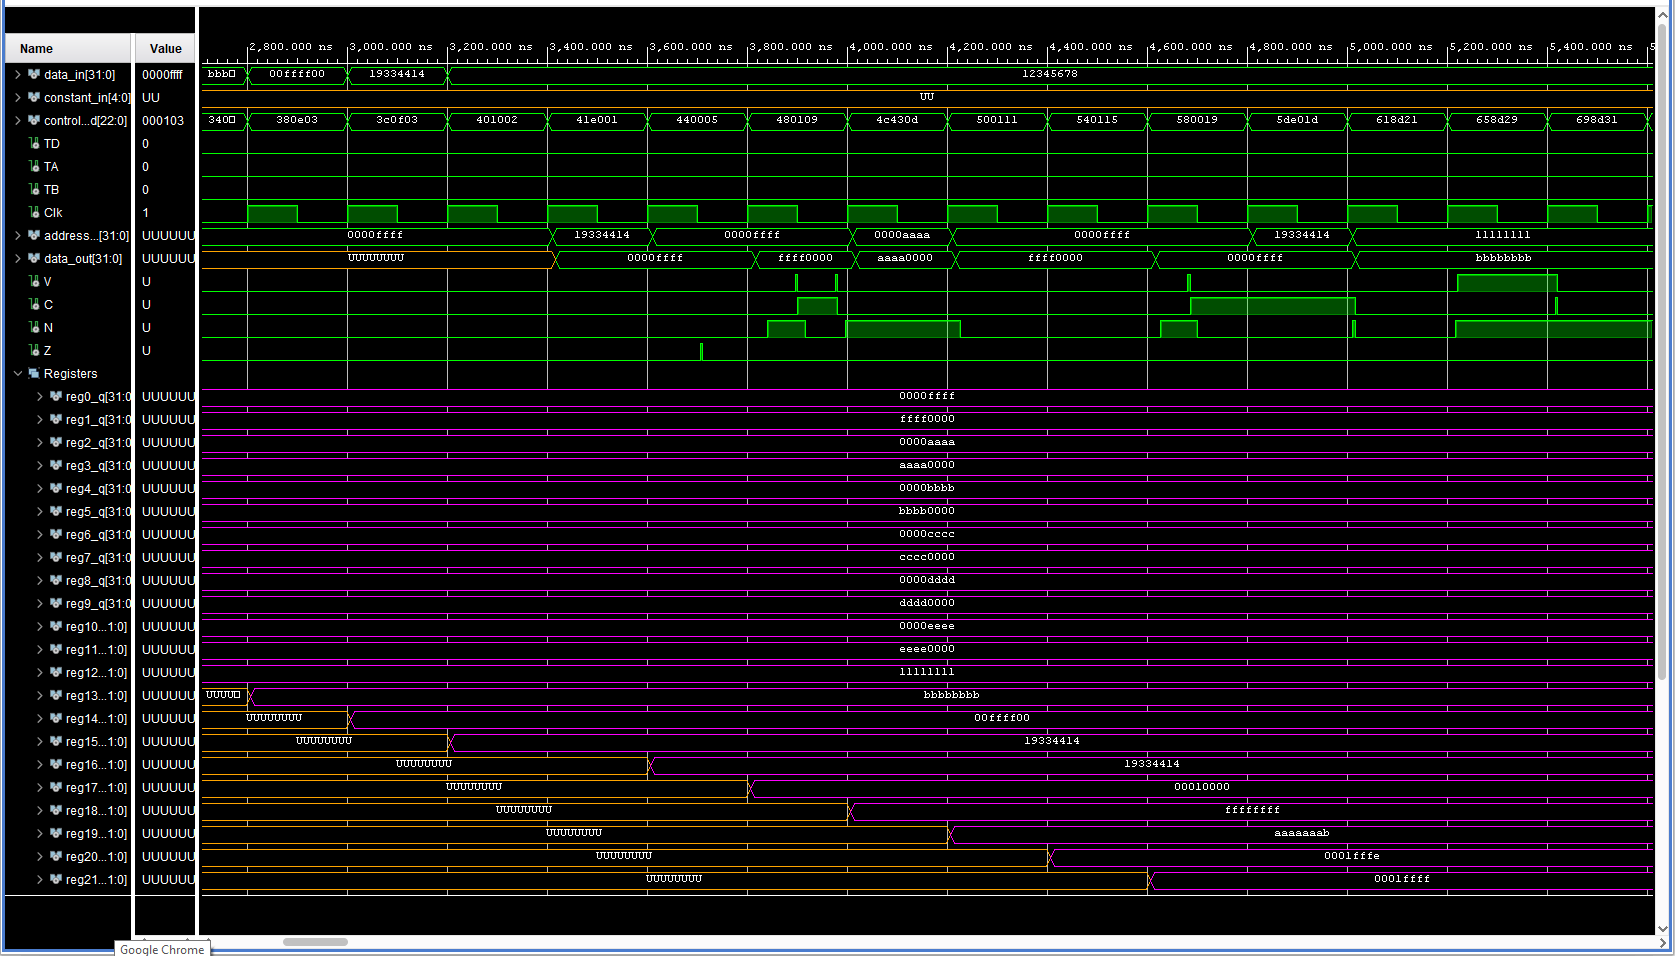 Name Value 2,800.000 ns 3,000.000 ns 3,200.000 ns 3,400.000 ns 3,600.000 ns 3,800.000 ns 4,000.000 ns 4,200.000 ns 4,400.000 ns 4,600.000 ns 4,800.000 ns 5,000.000 ns 5,200.000 ns 5,400.000 ns 5
data_in[31:0] 0000ffff bbb 00ffff00 19334414 12345678
constant_in[4:0] UU UU
control...d[22:0] 000103 340 380e03 3c0f03 401002 41e001 440005 480109 4c430d 500111 540115 580019 5de01d 618d21 658d29 698d31
TD 0
TA 0
TB 0
Clk 1
address...[31:0] UUUUUU 0000ffff 19334414 0000ffff 0000aaaa 0000ffff 19334414 11111111
data_out[31:0] UUUUUU UUUUUUUU 0000ffff ffff0000 aaaa0000 ffff0000 0000ffff bbbbbbbb
V U
C U
N U
Z U
Registers
reg0_q[31:0 UUUUUU 0000ffff
reg1_q[31:0 UUUUUU ffff0000
reg2_q[31:0 UUUUUU 0000aaaa
reg3_q[31:0 UUUUUU aaaa0000
reg4_q[31:0 UUUUUU 0000bbbb
reg5_q[31:0 UUUUUU bbbb0000
reg6_q[31:0 UUUUUU 0000cccc
reg7_q[31:0 UUUUUU cccc0000
reg8_q[31:0 UUUUUU 0000dddd
reg9_q[31:0 UUUUUU dddd0000
reg10...1:0] UUUUUU 0000eeee
reg11...1:0] UUUUUU eeee0000
reg12...1:0] UUUUUU 11111111
reg13...1:0] UUUUUU UUUU bbbbbbbb
reg14...1:0] UUUUUU UUUUUUUU 00ffff00
reg15...1:0] UUUUUU UUUUUUUU 19334414
reg16...1:0] UUUUUU UUUUUUUU 19334414
reg17...1:0] UUUUUU UUUUUUUU 00010000
reg18...1:0] UUUUUU UUUUUUUU ffffffff
reg19...1:0] UUUUUU UUUUUUUU aaaaaaab
reg20...1:0] UUUUUU UUUUUUUU 0001fffe
reg21...1:0] UUUUUU UUUUUUUU 0001ffff
Google Chrome